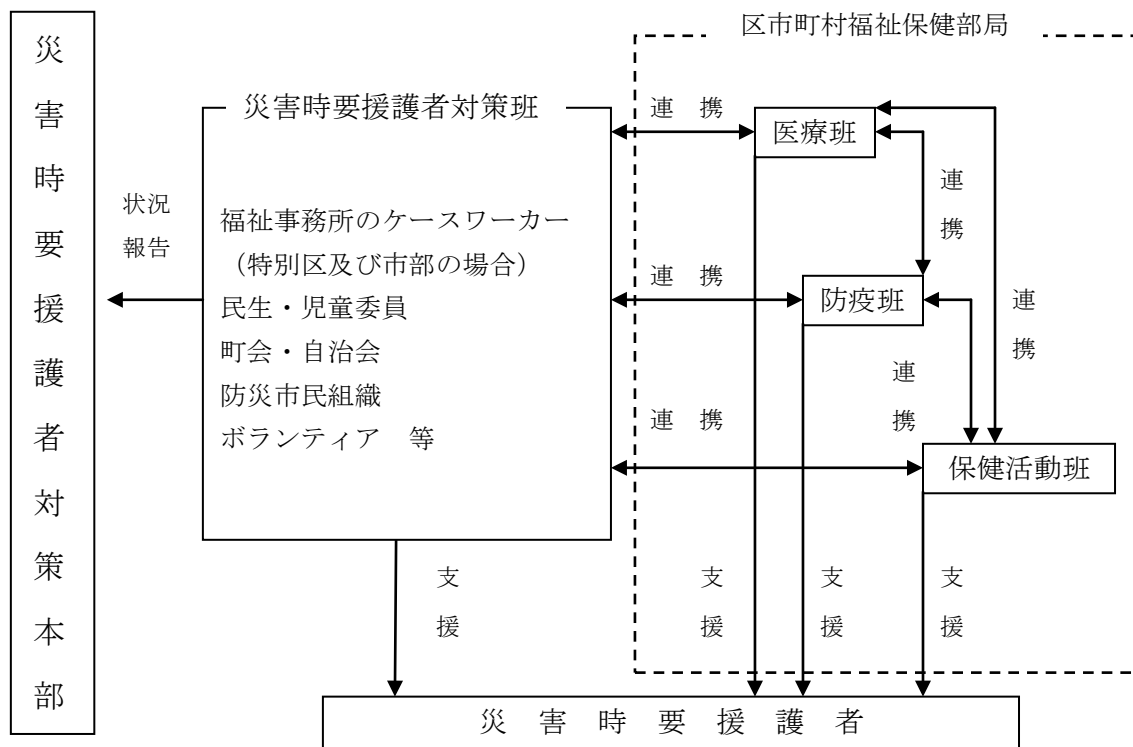 災害時要援護者対策本部
状況
報告
災害時要援護者対策班
福祉事務所のケースワーカー
（特別区及び市部の場合）
民生・児童委員
町会・自治会
防災市民組織
ボランティア　等
区市町村福祉保健部局
連　携
医療班
連　携
連　携
防疫班
連　携
連　携
連　携
保健活動班
支援
支援
支援
支援
災　害　時　要　援　護　者